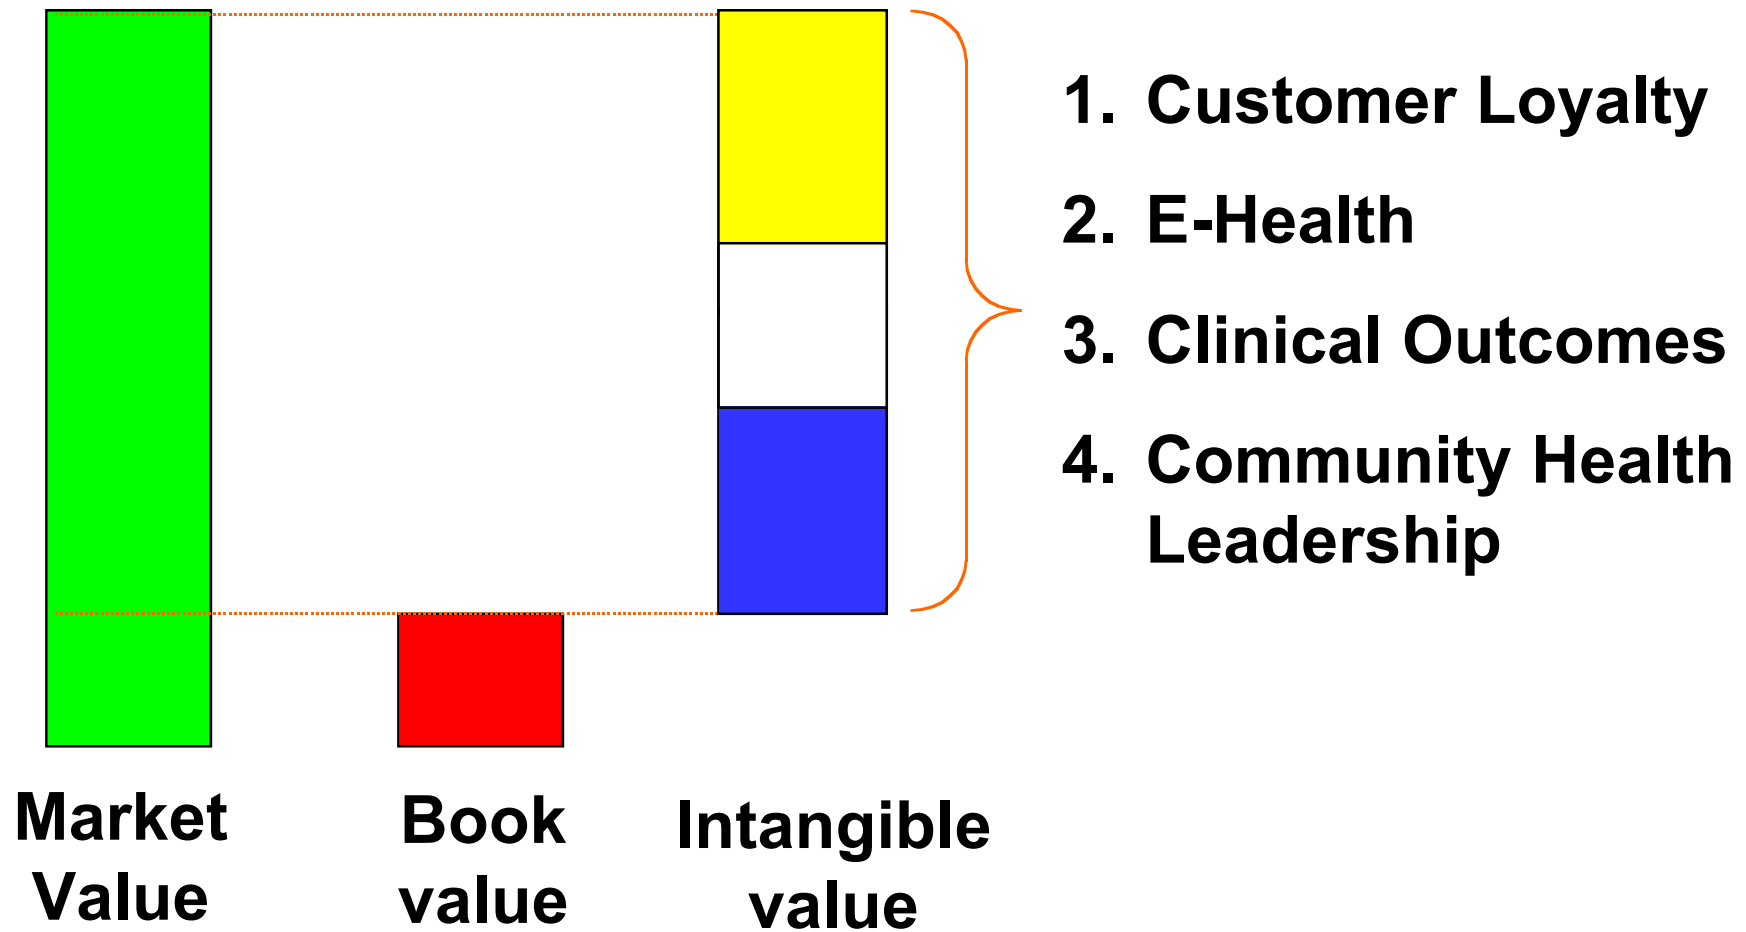 1. Customer Loyalty
2. E-Health
3. Clinical Outcomes
4. Community Health
Leadership
Market
Value
Book
value
Intangible
value